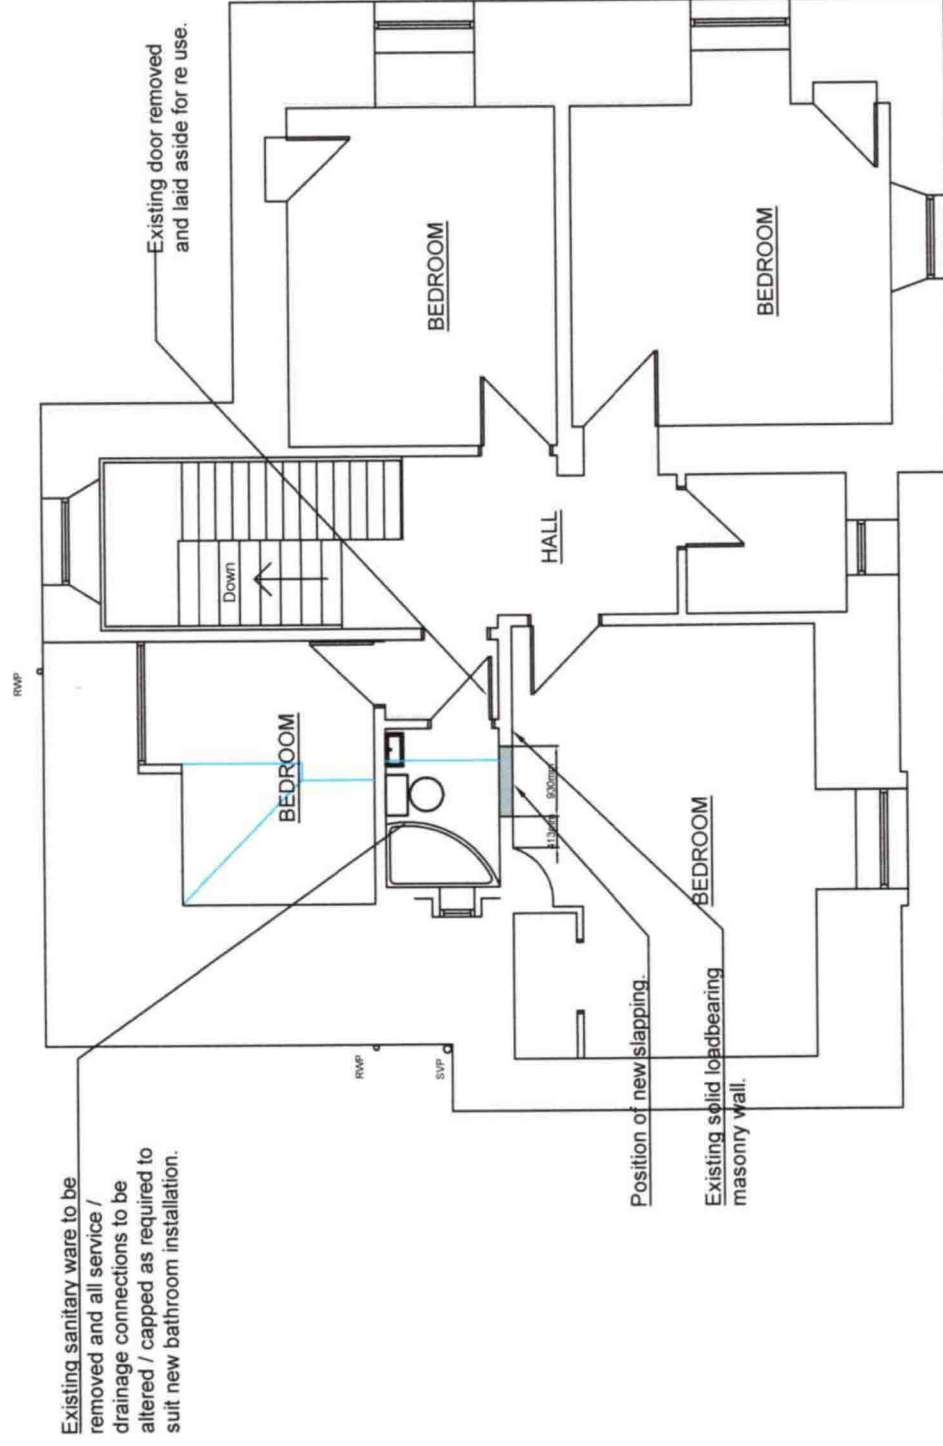 Existing sanitary ware to be
removed and all service /
drainage connections to be
altered / capped as required to
suit new bathroom installation.
RWP
Existing door removed
and laid aside for re use.
Down
BEDROOM
BEDROOM
HALL
BEDROOM
BEDROOM
RWP
SVP
930mm
Position of new slapping.
Existing solid loadbearing
masonry wall.
BEDROOM